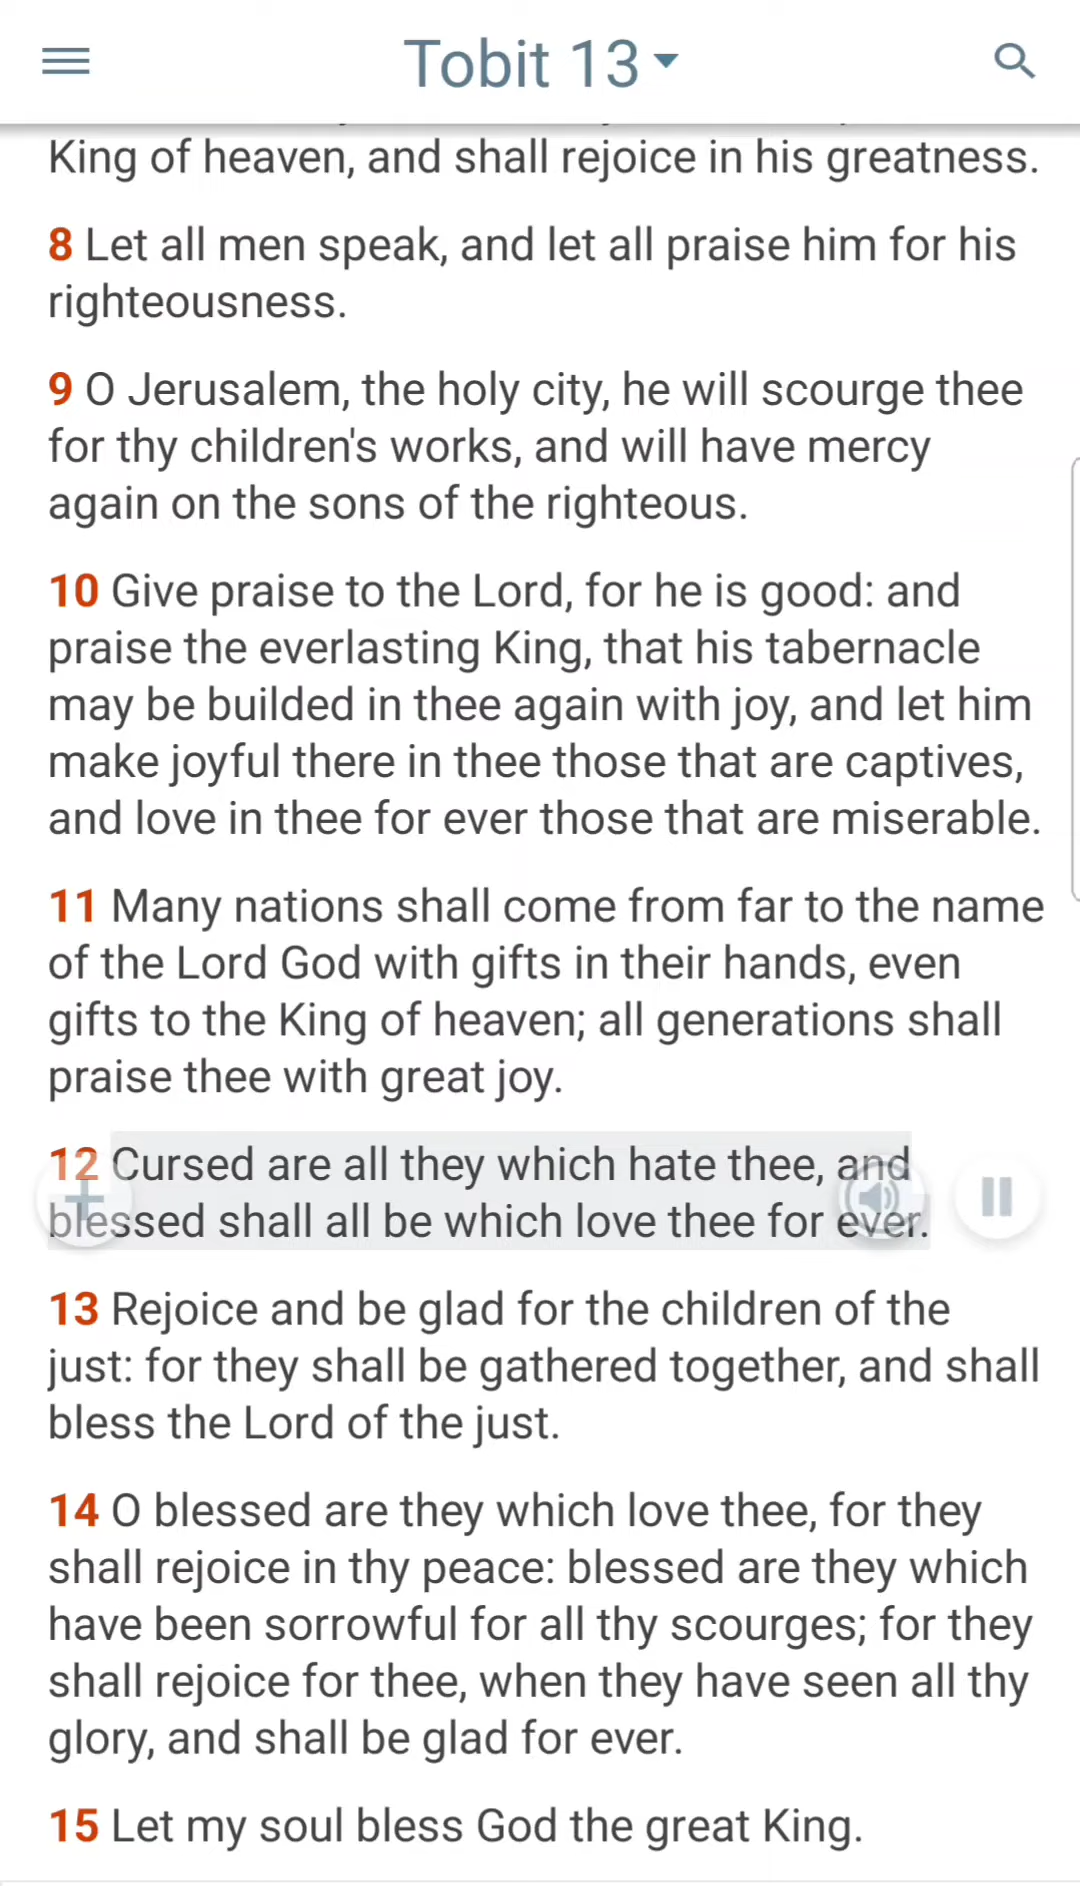 Tobit 13
King of heaven, and shall rejoice in his greatness.
8 Let all men speak, and let all praise him for his
righteousness.
9 O Jerusalem, the holy city, he will scourge thee
for thy children's works, and will have mercy
again on the sons of the righteous.
10 Give praise to the Lord, for he is good: and
praise the everlasting King, that his tabernacle
may be builded in thee again with joy, and let him
make joyful there in thee those that are captives,
and love in thee for ever those that are miserable.
11 Many nations shall come from far to the name
of the Lord God with gifts in their hands, even
gifts to the King of heaven; all generations shall
praise thee with great joy.
12 Cursed are all they which hate thee, and
blessed shall all be which love thee for ever.
13 Rejoice and be glad for the children of the
just: for they shall be gathered together, and shall
bless the Lord of the just.
14 O blessed are they which love thee, for they
shall rejoice in thy peace: blessed are they which
have been sorrowful for all thy scourges; for they
shall rejoice for thee, when they have seen all thy
glory, and shall be glad for ever.
15 Let my soul bless God the great King.